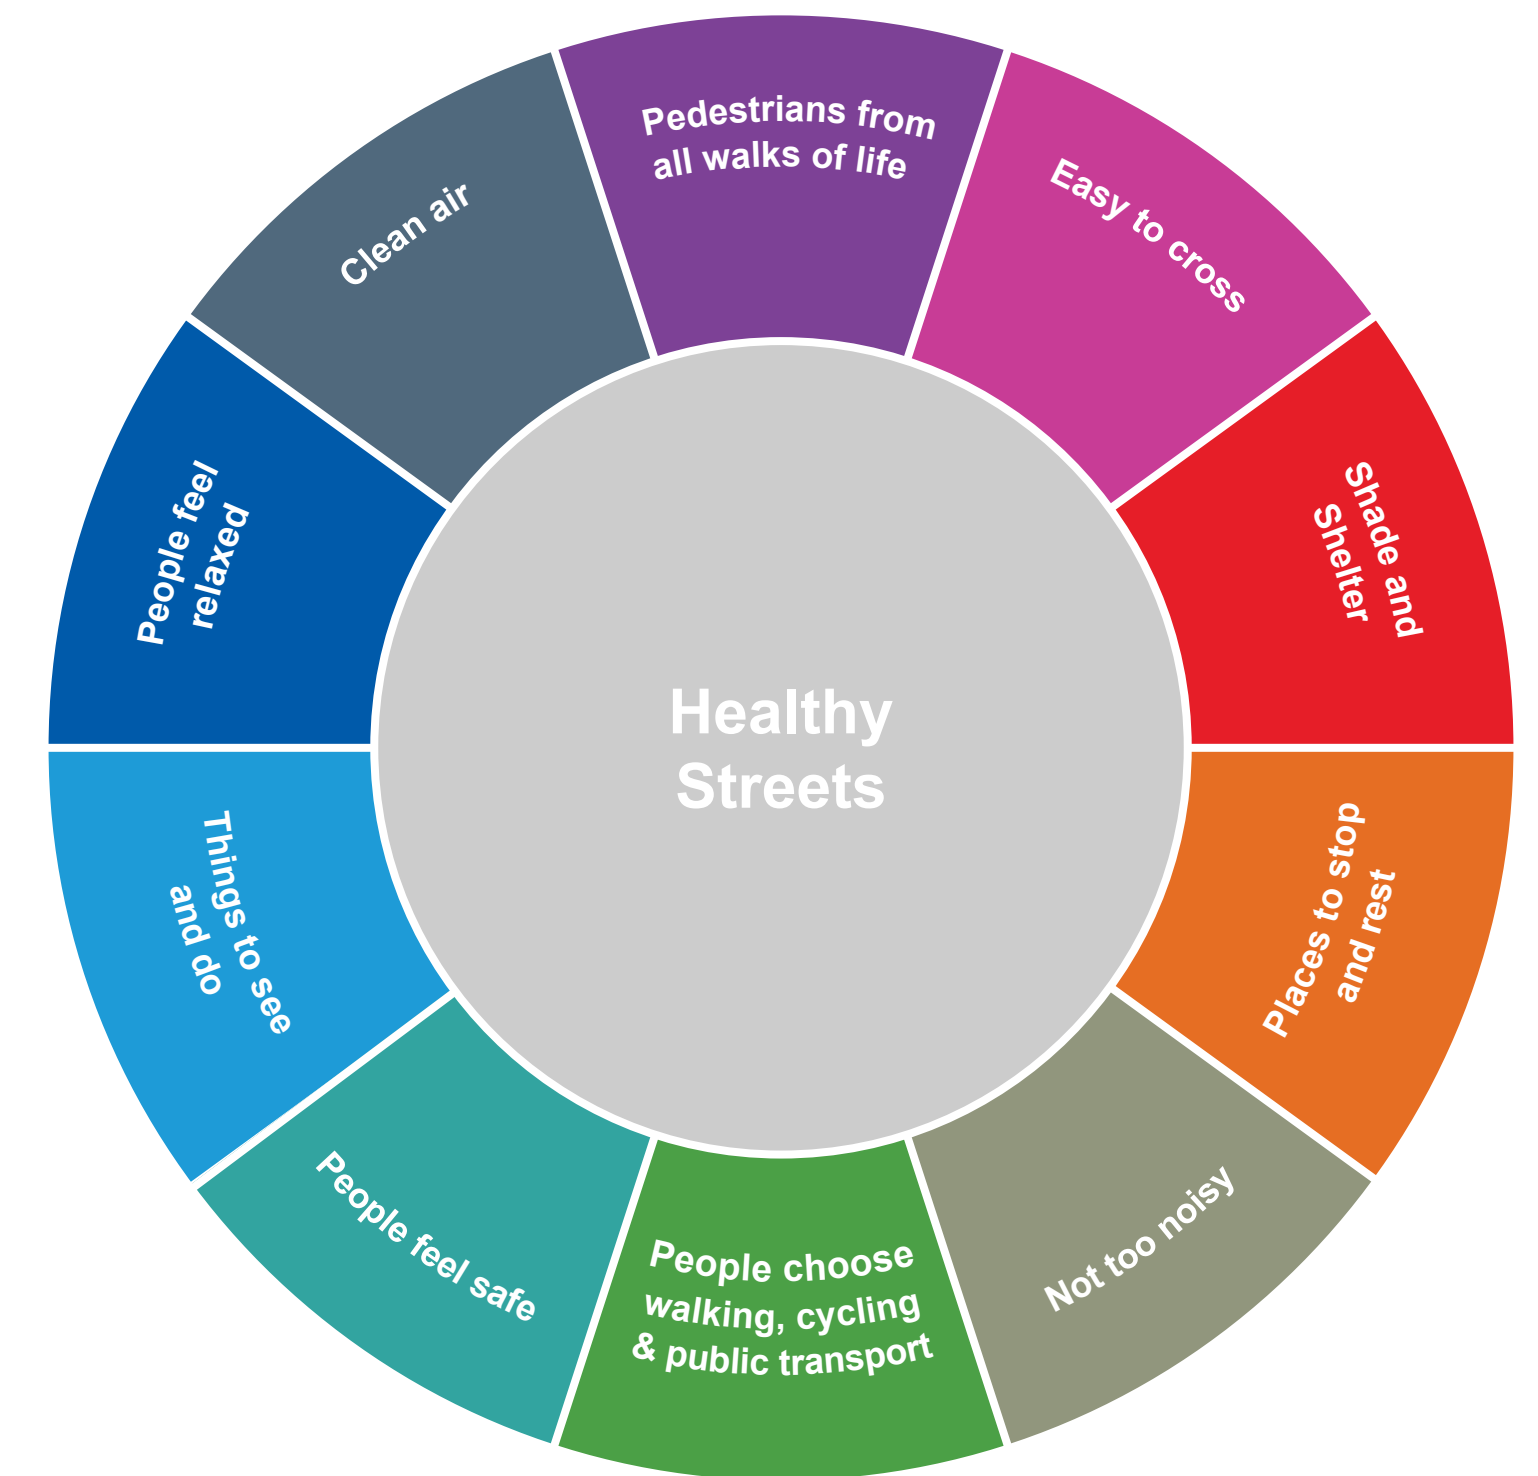 Pedestrians from
all walks of life
Easy to cross
Shade and
Shelter
Places to stop
and rest
Not too noisy
People choose
walking, cycling
& public transport
People feel safe
Things to see
and do
People feel
relaxed
Clean air
Healthy
Streets